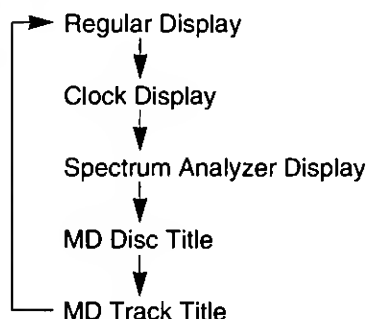 Regular Display
Clock Display
Spectrum Analyzer Display
MD Disc Title
MD Track Title